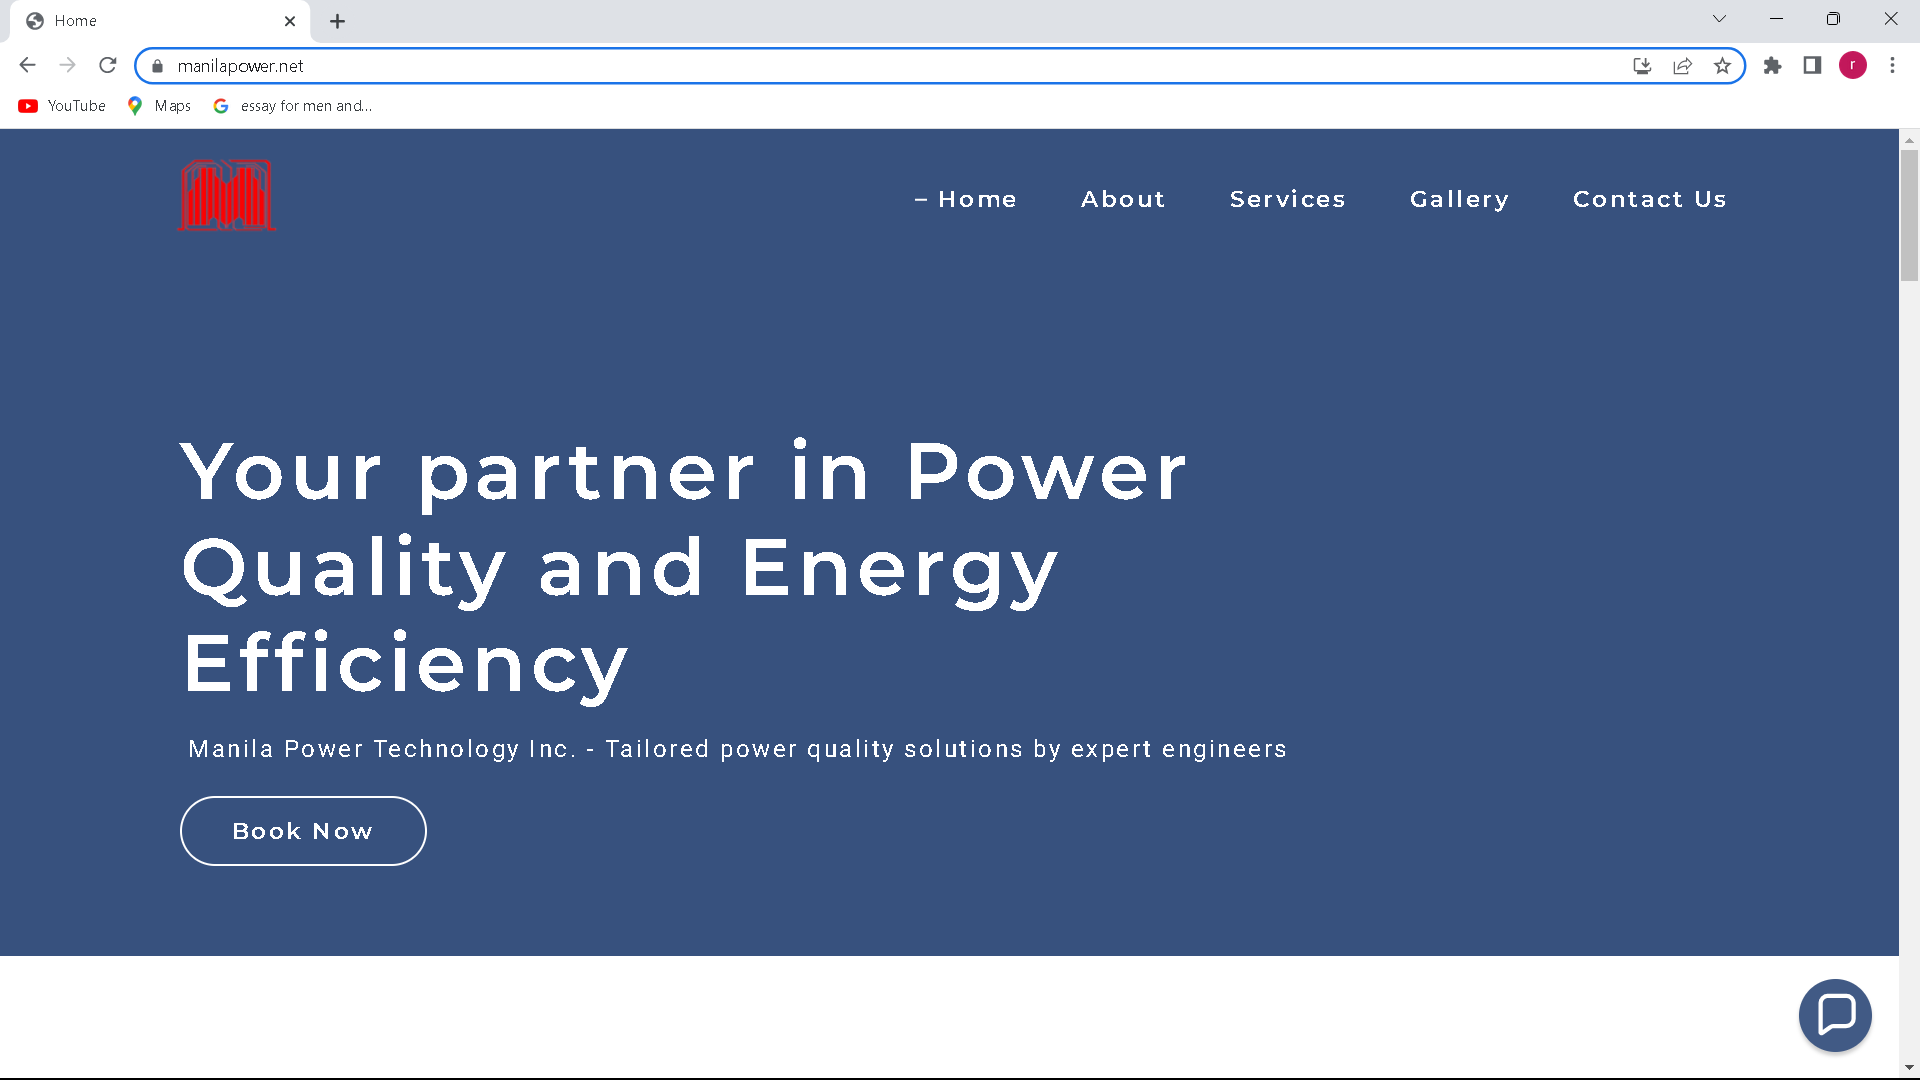 Home
manilapower.net
r
YouTube
Maps
essay for men and...
– Home
About
Services
Gallery
Contact Us
Your partner in Power
Quality and Energy
Efficiency
Manila Power Technology Inc. - Tailored power quality solutions by expert engineers
Book Now